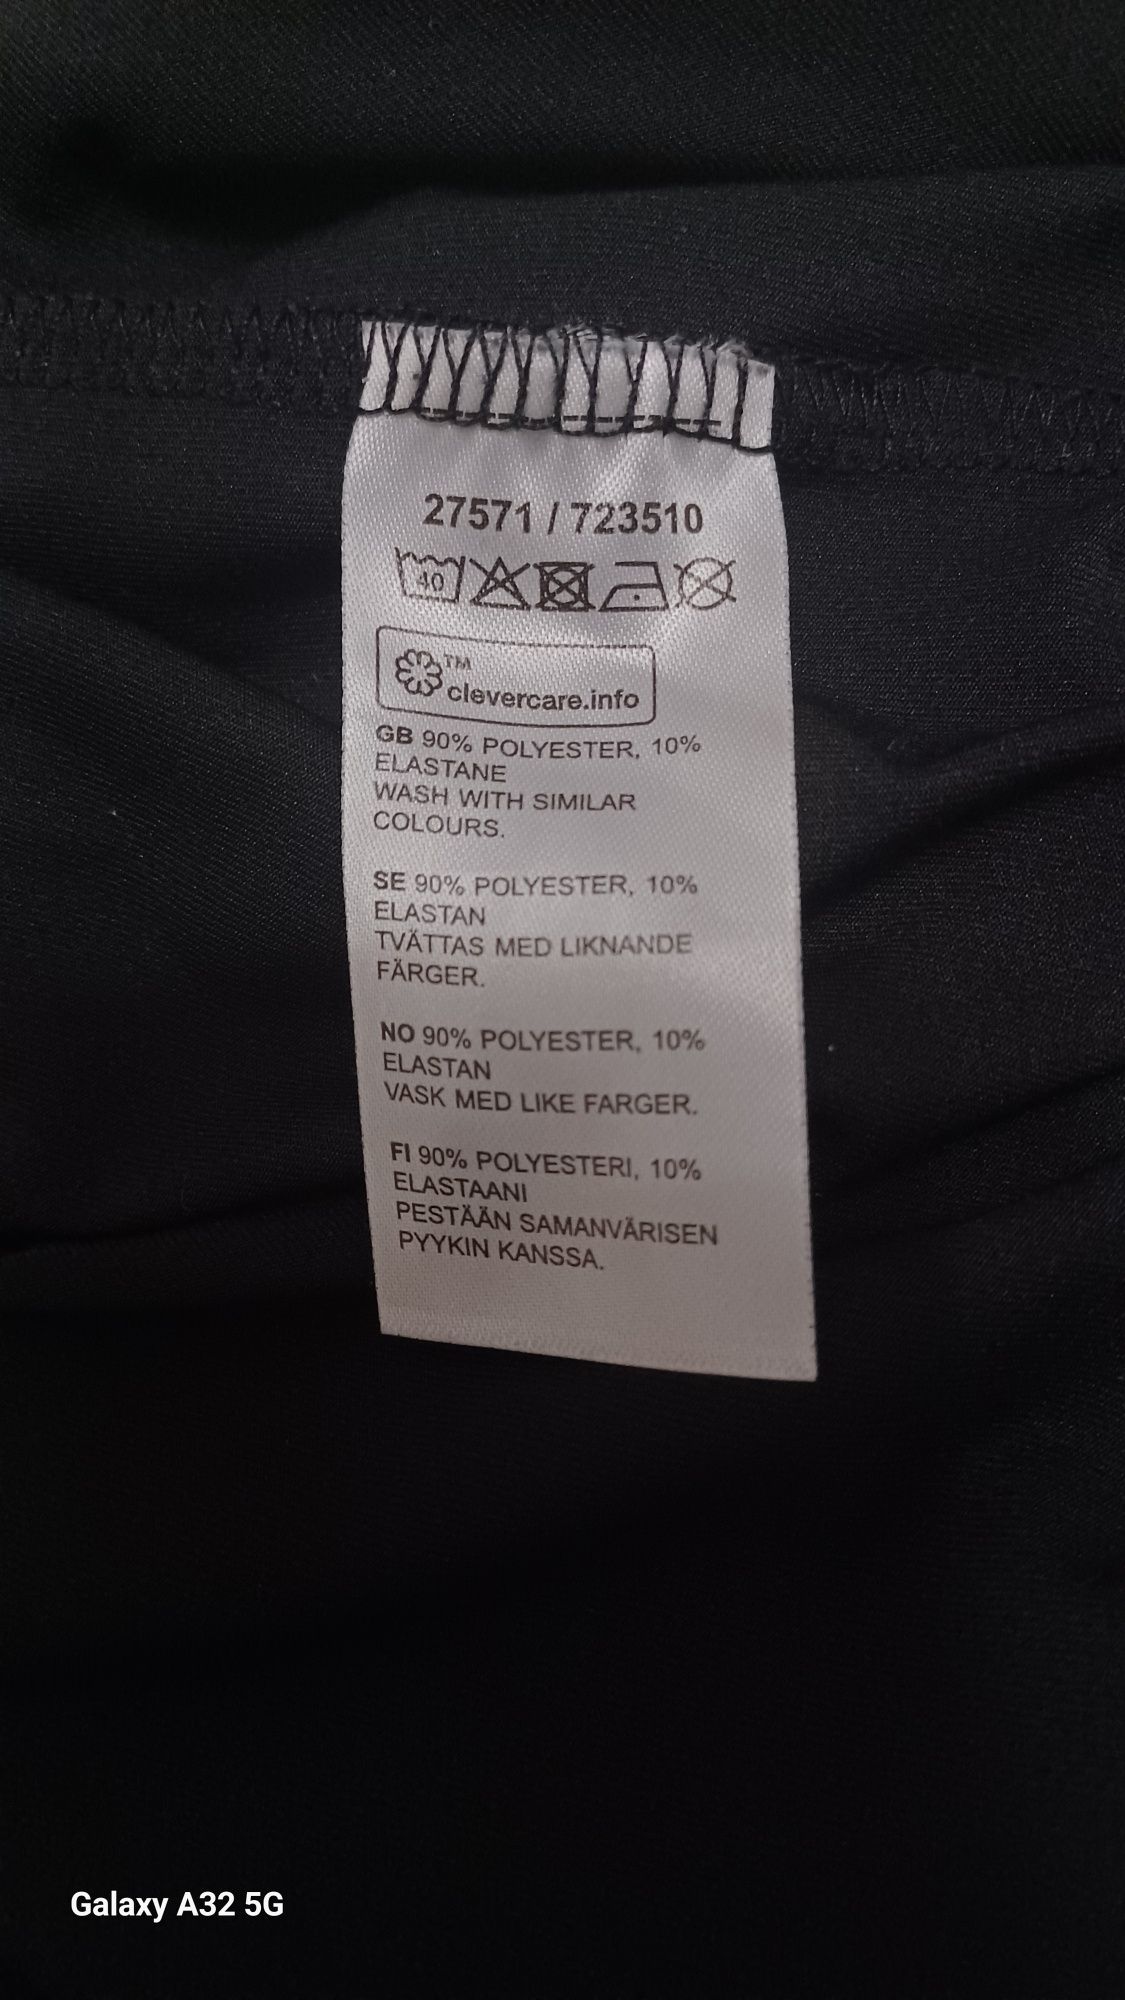 27571 / 723510
40
TM
clevercare.info
GB 90% POLYESTER, 10%
ELASTANE
WASH WITH SIMILAR
COLOURS.
SE 90% POLYESTER, 10%
ELASTAN
TVÄTTAS MED LIKNANDE
FÄRGER.
NO 90% POLYESTER, 10%
ELASTAN
VASK MED LIKE FARGER.
FI 90% POLYESTERI, 10%
ELASTAANI
PESTÄÄN SAMANVÄRISEN
PYYKIN KANSSA.
Galaxy A32 5G